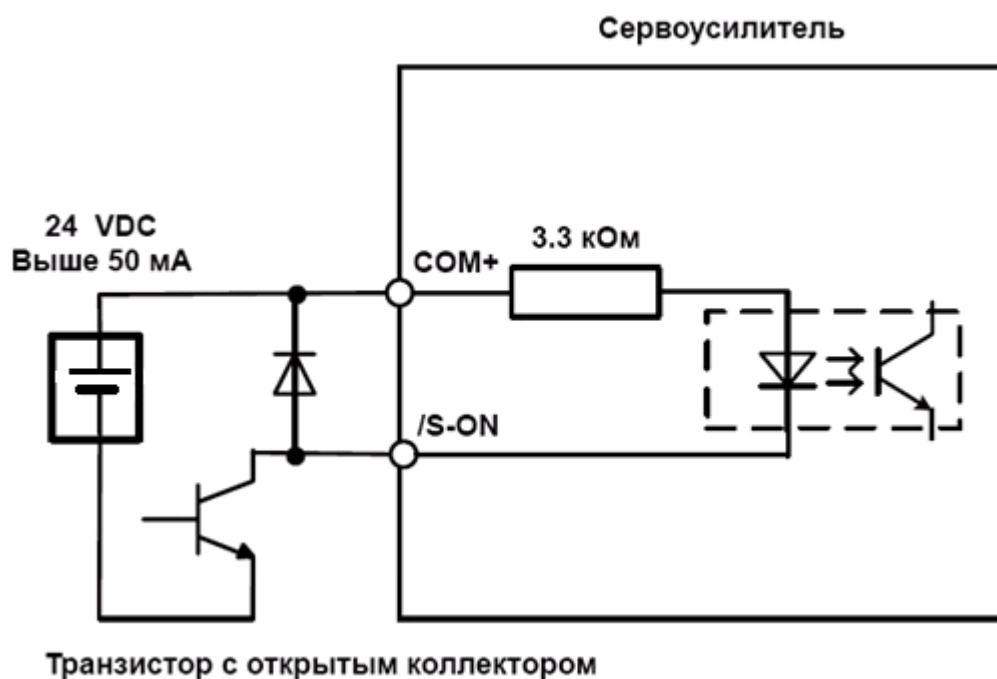 Сервоусилитель
24 VDC
Выше 50 мА
COM+
3.3 кОм
/S-ON
Транзистор с открытым коллектором